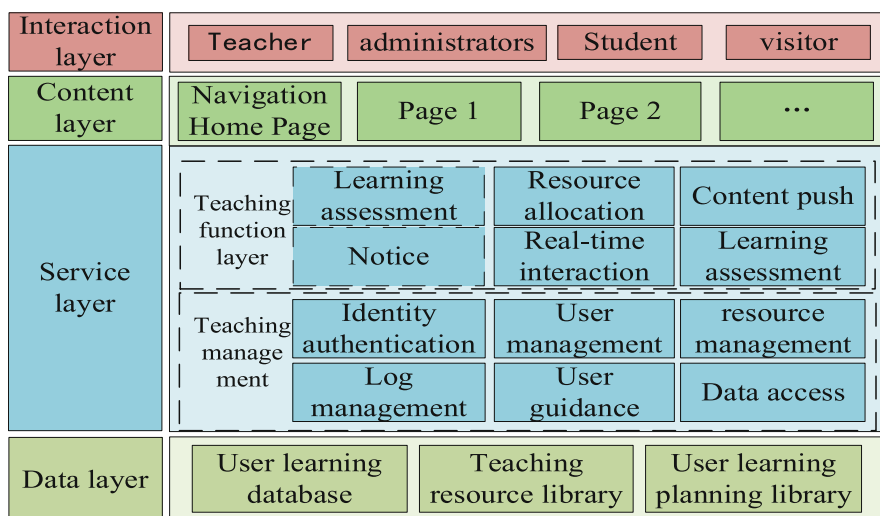 Interaction
layer
Teacher
administrators
Student
visitor
Content
layer
Navigation
Home Page
Page 1
Page 2
...
Service
layer
Teaching
function
layer
Learning
assessment
Resource
allocation
Content push
Notice
Real-time
interaction
Learning
assessment
Teaching
manage
ment
Identity
authentication
User
management
resource
management
Log
management
User
guidance
Data access
Data layer
User learning
database
Teaching
resource library
User learning
planning library